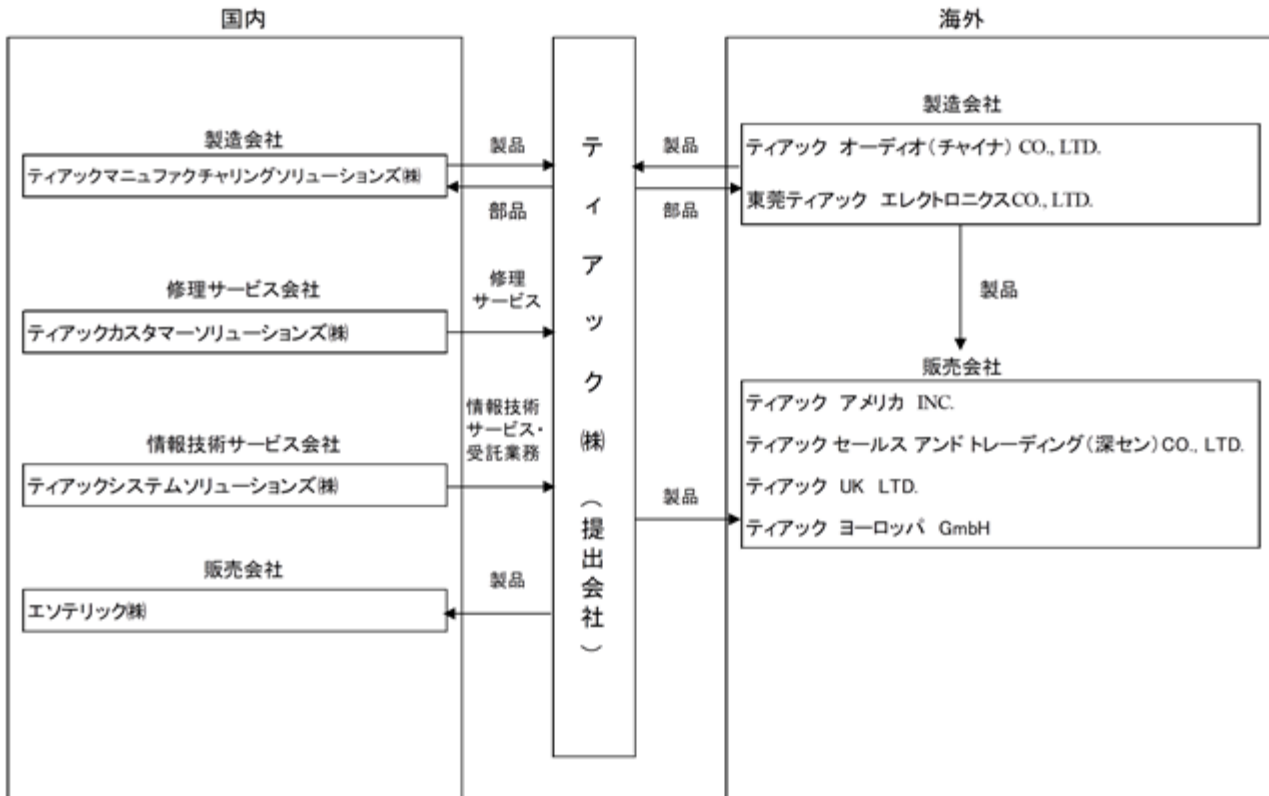 国内
製造会社
ティアックマニュファクチャリングソリューションズ㈱
修理サービス会社
ティアックカスタマーソリューションズ㈱
情報技術サービス会社
ティアックシステムソリューションズ㈱
販売会社
エソテリック㈱
製品
部品
修理
サービス
情報技術
サービス・
受託業務
製品
ティアック㈱（提出会社）
製品
部品
製品
海外
製造会社
ティアック オーディオ（チャイナ） CO., LTD.
東莞ティアック エレクトロニクスCO., LTD.
製品
販売会社
ティアック アメリカ INC.
ティアック セールス アンド トレーディング（深セン）CO., LTD.
ティアック UK LTD.
ティアック ヨーロッパ GmbH